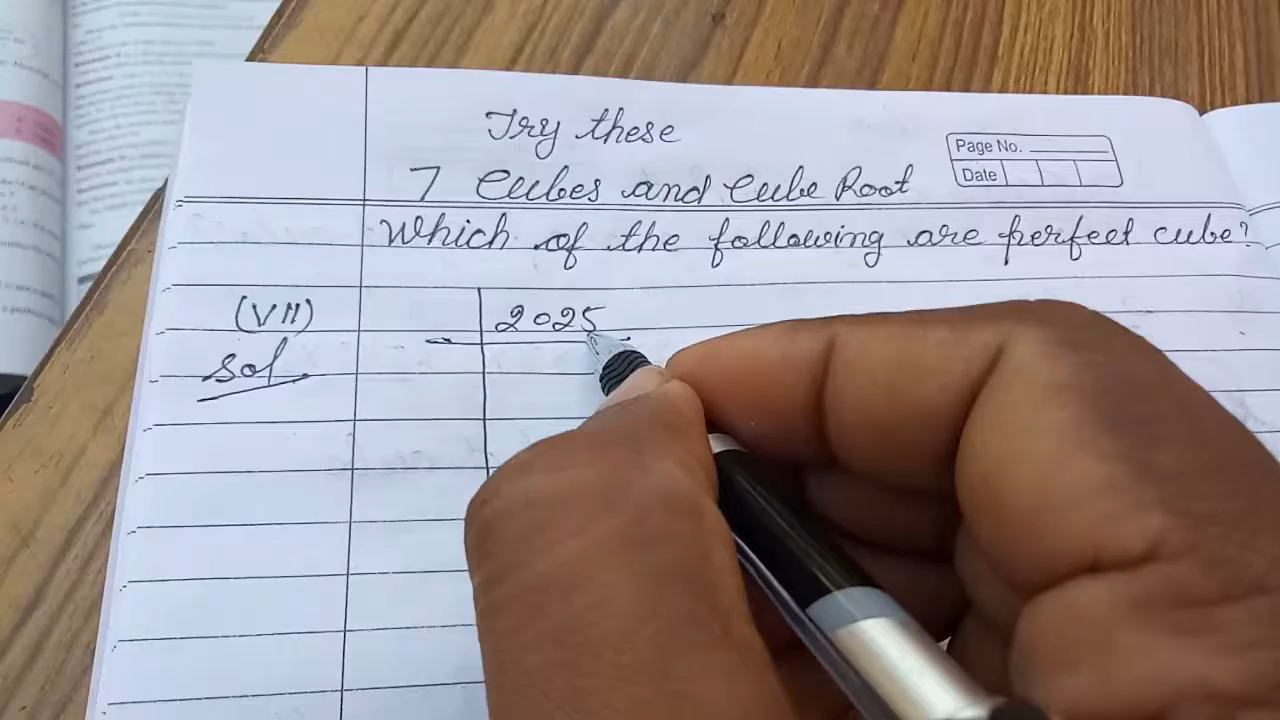 Try these
7 Cubes and Cube Root
Page No.
Date
Which of the following are perfect cube?
(VII) 2025
Sol